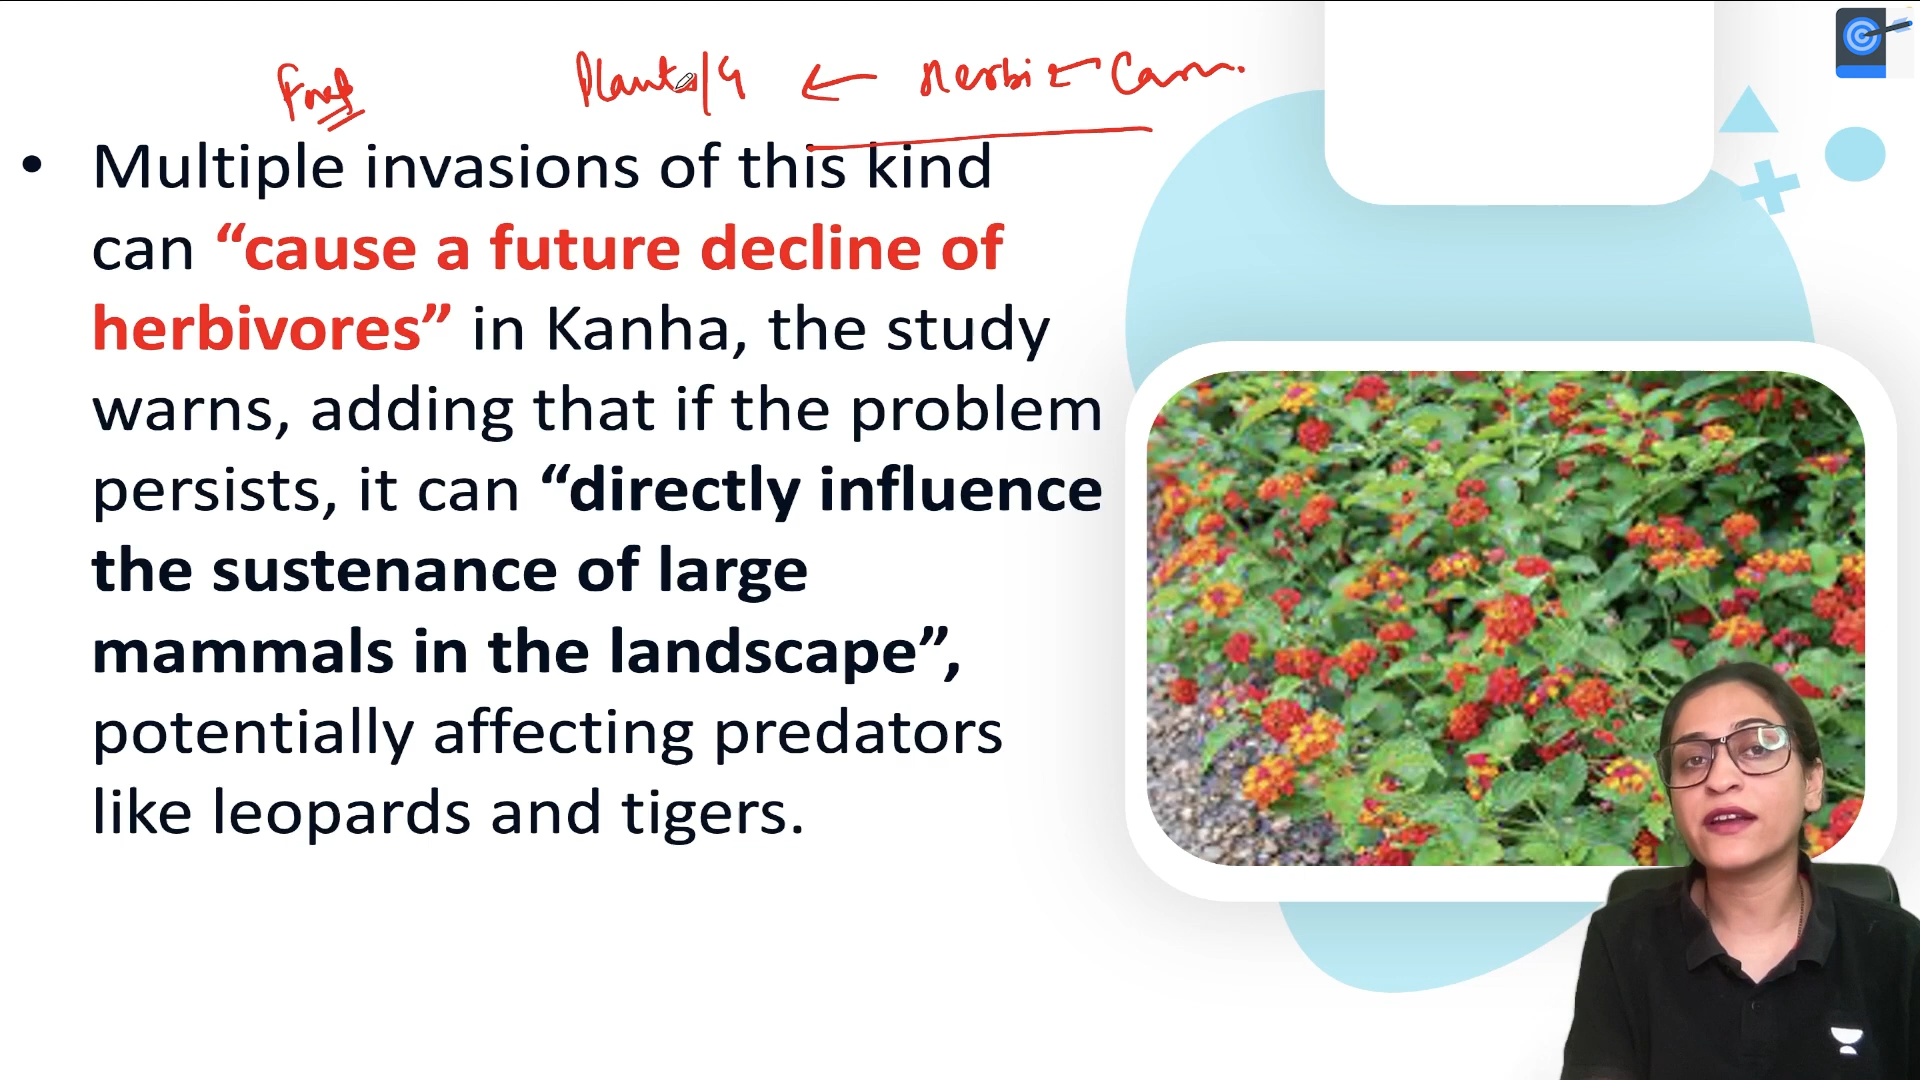 Plants/G ← Herbi ← Carn.
• Multiple invasions of this kind
can “cause a future decline of
herbivores” in Kanha, the study
warns, adding that if the problem
persists, it can “directly influence
the sustenance of large
mammals in the landscape”,
potentially affecting predators
like leopards and tigers.